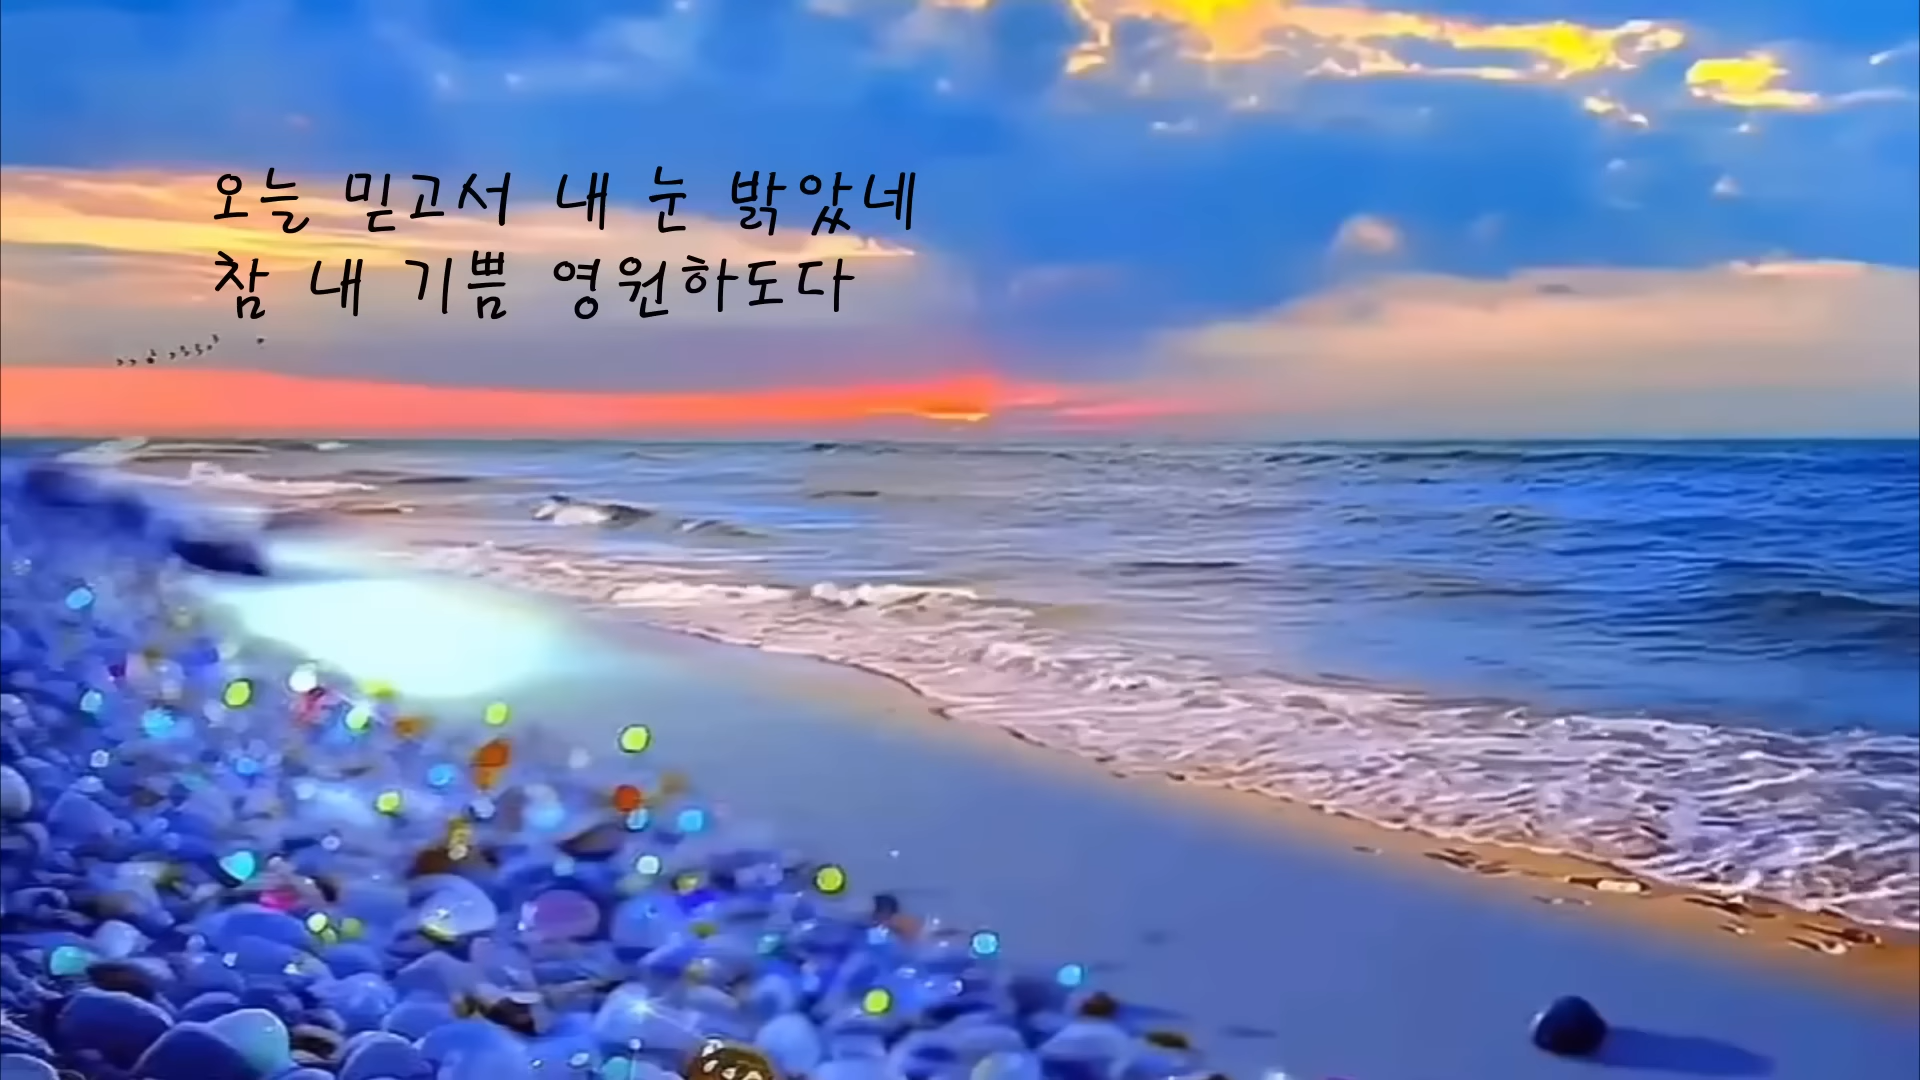 오늘 믿고서 내 눈 밝았네
참 내 기쁨 영원하도다